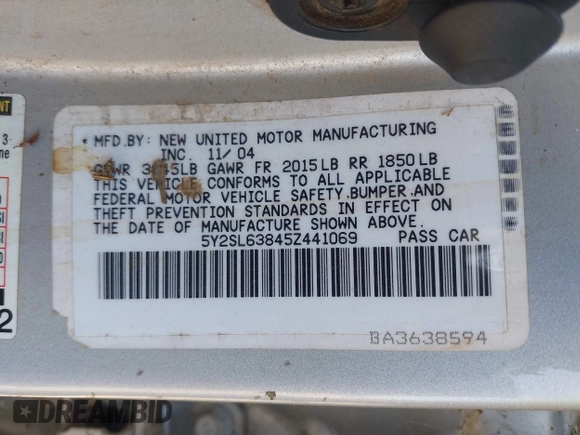 MFD.BY: NEW UNITED MOTOR MANUFACTURING
INC. 11/04
GVWR LB GAWR FR 2015LB RR 1850LB
THIS VEHICLE CONFORMS TO ALL APPLICABLE
FEDERAL MOTOR VEHICLE SAFETY,BUMPER,AND
THEFT PREVENTION STANDARDS IN EFFECT ON
THE DATE OF MANUFACTURE SHOWN ABOVE.
5Y2SL63845Z441069 PASS CAR
BA3638594
DREAMBID